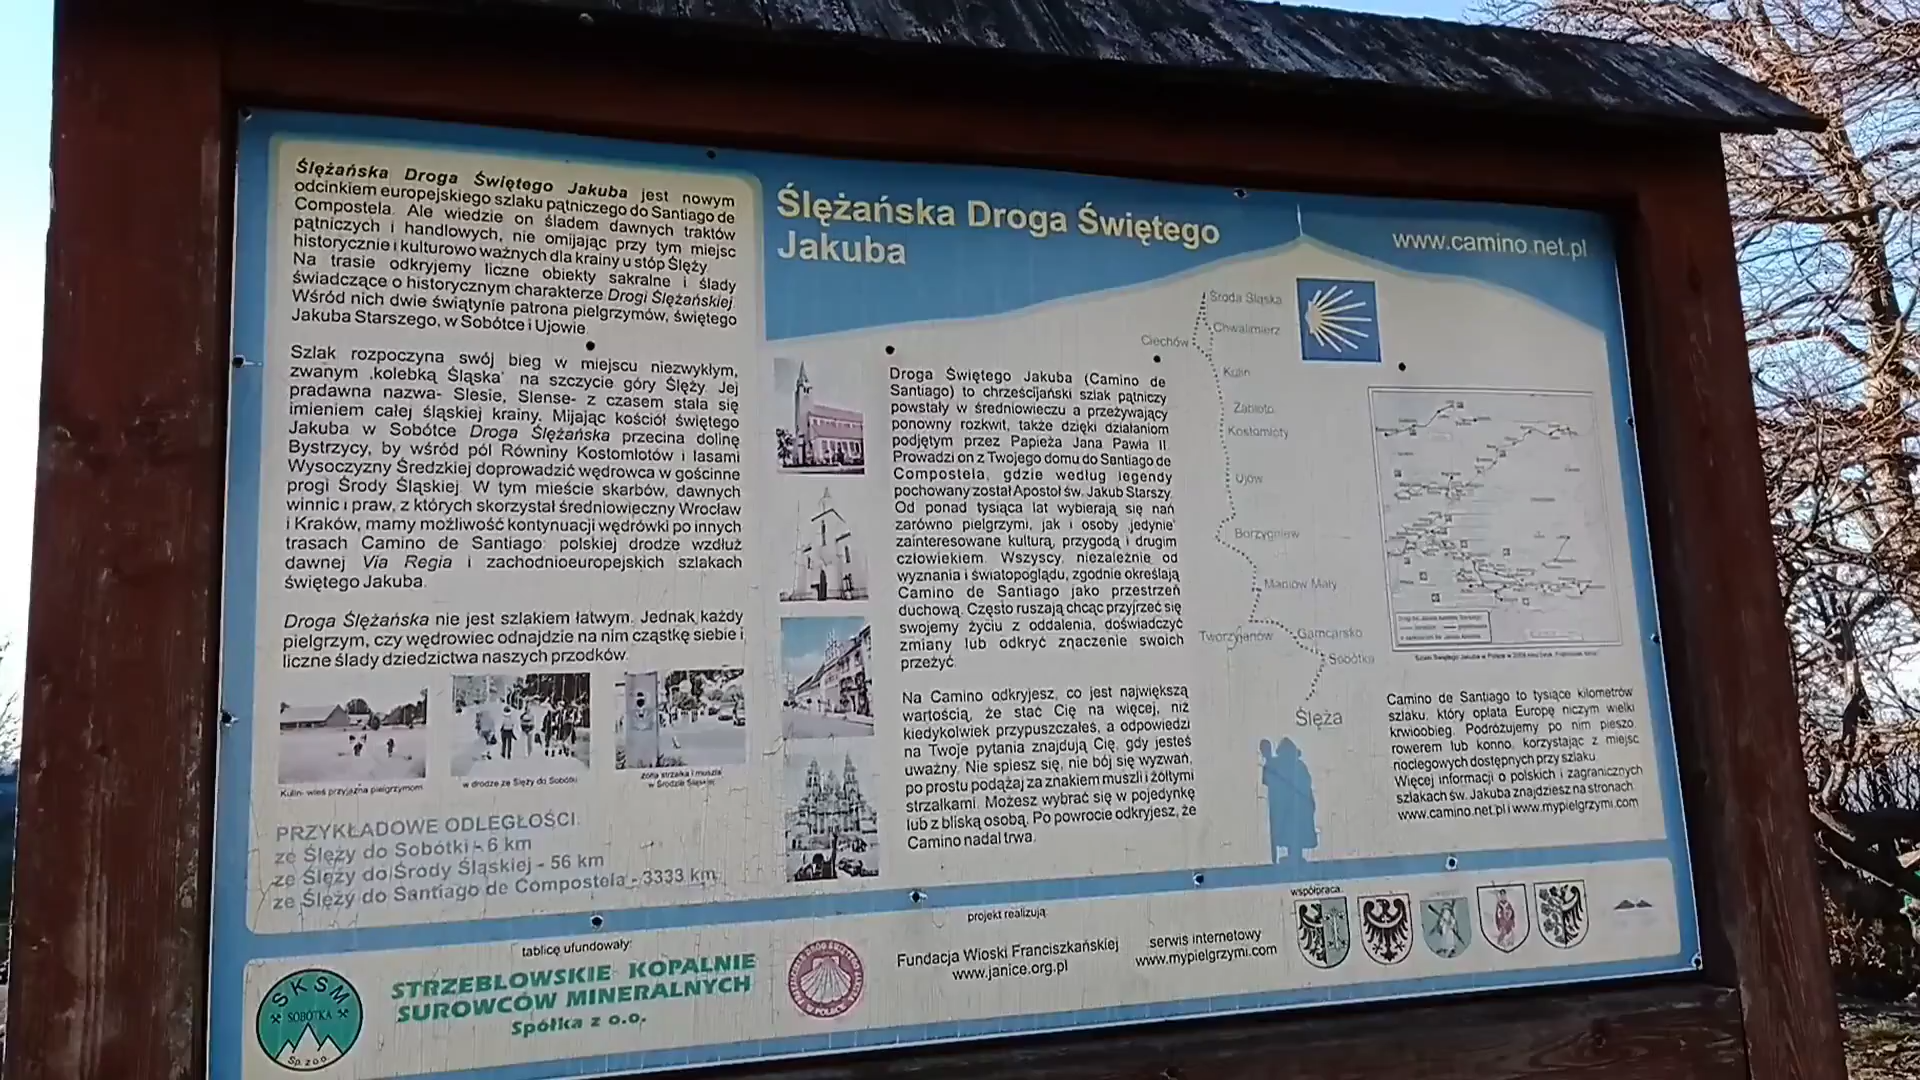 Ślężańska Droga Świętego Jakuba jest nowym
odcinkiem europejskiego szlaku pątniczego do Santiago de
Compostela. Ale wiedzie on śladem dawnych traktów
pątniczych i handlowych, nie omijając przy tym miejsc
historycznie i kulturowo ważnych dla krainy u stóp Ślęży
Na trasie odkryjemy liczne obiekty sakralne i ślady
świadczące o historycznym charakterze Drogi Ślężańskiej.
Wśród nich dwie świątynie patrona pielgrzymów, świętego
Jakuba Starszego, w Sobótce i Ujowie.
Szlak rozpoczyna swój bieg w miejscu niezwykłym,
zwanym ‚kolebką Śląska' na szczycie góry Ślęży. Jej
pradawna nazwa- Slesie, Slense- z czasem stała się
imieniem całej śląskiej krainy. Mijając kościół świętego
Jakuba w Sobótce Droga Ślężańska przecina dolinę
Bystrzycy, by wśród pól Równiny Kostomłotów i lasami
Wysoczyzny Średzkiej doprowadzić wędrowca w gościnne
progi Środy Śląskiej. W tym mieście skarbów, dawnych
winnic i praw, z których skorzystał średniowieczny Wrocław
i Kraków, mamy możliwość kontynuacji wędrówki po innych
trasach Camino de Santiago: polskiej drodze wzdłuż
dawnej Via Regia i zachodnioeuropejskich szlakach
świętego Jakuba.
Droga Ślężańska nie jest szlakiem łatwym. Jednak każdy
pielgrzym, czy wędrowiec odnajdzie na nim cząstkę siebie i
liczne ślady dziedzictwa naszych przodków.
Kulin- wieś przyjazna pielgrzymom
w drodze ze Ślęży do Sobótki
żółta strzałka i muszla
w Środzie Śląskiej
PRZYKŁADOWE ODLEGŁOŚCI
ze Ślęży do Sobótki - 6 km
ze Ślęży do Środy Śląskiej - 56 km
ze Ślęży do Santiago de Compostela - 3333 km
Ślężańska Droga Świętego
Jakuba
www.camino.net.pl
Droga Świętego Jakuba (Camino de
Santiago) to chrześcijański szlak pątniczy
powstały w średniowieczu a przeżywający
ponowny rozkwit, także dzięki działaniom
podjętym przez Papieża Jana Pawła II.
Prowadzi on z Twojego domu do Santiago de
Compostela, gdzie według legendy
pochowany został Apostoł św. Jakub Starszy.
Od ponad tysiąca lat wybierają się nań
zarówno pielgrzymi, jak i osoby ‚jedynie'
zainteresowane kulturą, przygodą i drugim
człowiekiem. Wszyscy, niezależnie od
wyznania i światopoglądu, zgodnie określają
Camino de Santiago jako przestrzeń
duchową. Często ruszają chcąc przyjrzeć się
swojemu życiu z oddalenia, doświadczyć
zmiany lub odkryć znaczenie swoich
przeżyć.
Na Camino odkryjesz, co jest największą
wartością, że stać Cię na więcej, niż
kiedykolwiek przypuszczałeś, a odpowiedzi
na Twoje pytania znajdują Cię, gdy jesteś
uważny. Nie spiesz się, nie bój się wyzwań,
po prostu podążaj za znakiem muszli i żółtymi
strzałkami. Możesz wybrać się w pojedynkę
lub z bliską osobą. Po powrocie odkryjesz, że
Camino nadal trwa.
Środa Śląska
Chwalimierz
Ciechów
Kulin
Zabłoto
Kostomłoty
Ujów
Borzygniew
Maniów Mały
Tworzyjanów
Garncarsko
Sobótka
Ślęża
Camino de Santiago to tysiące kilometrów
szlaku, który oplata Europę niczym wielki
krwioobieg. Podróżujemy po nim pieszo,
rowerem lub konno, korzystając z miejsc
noclegowych dostępnych przy szlaku.
Więcej informacji o polskich i zagranicznych
szlakach św. Jakuba znajdziesz na stronach:
www.camino.net.pl i www.mypielgrzymi.com
tablicę ufundowały:
SKSM
SOBÓTKA
Sp. z o.o.
STRZEBLOWSKIE KOPALNIE
SUROWCÓW MINERALNYCH
Spółka z o.o.
projekt realizują:
Fundacja Wioski Franciszkańskiej
www.janice.org.pl
serwis internetowy
www.mypielgrzymi.com
współpraca: